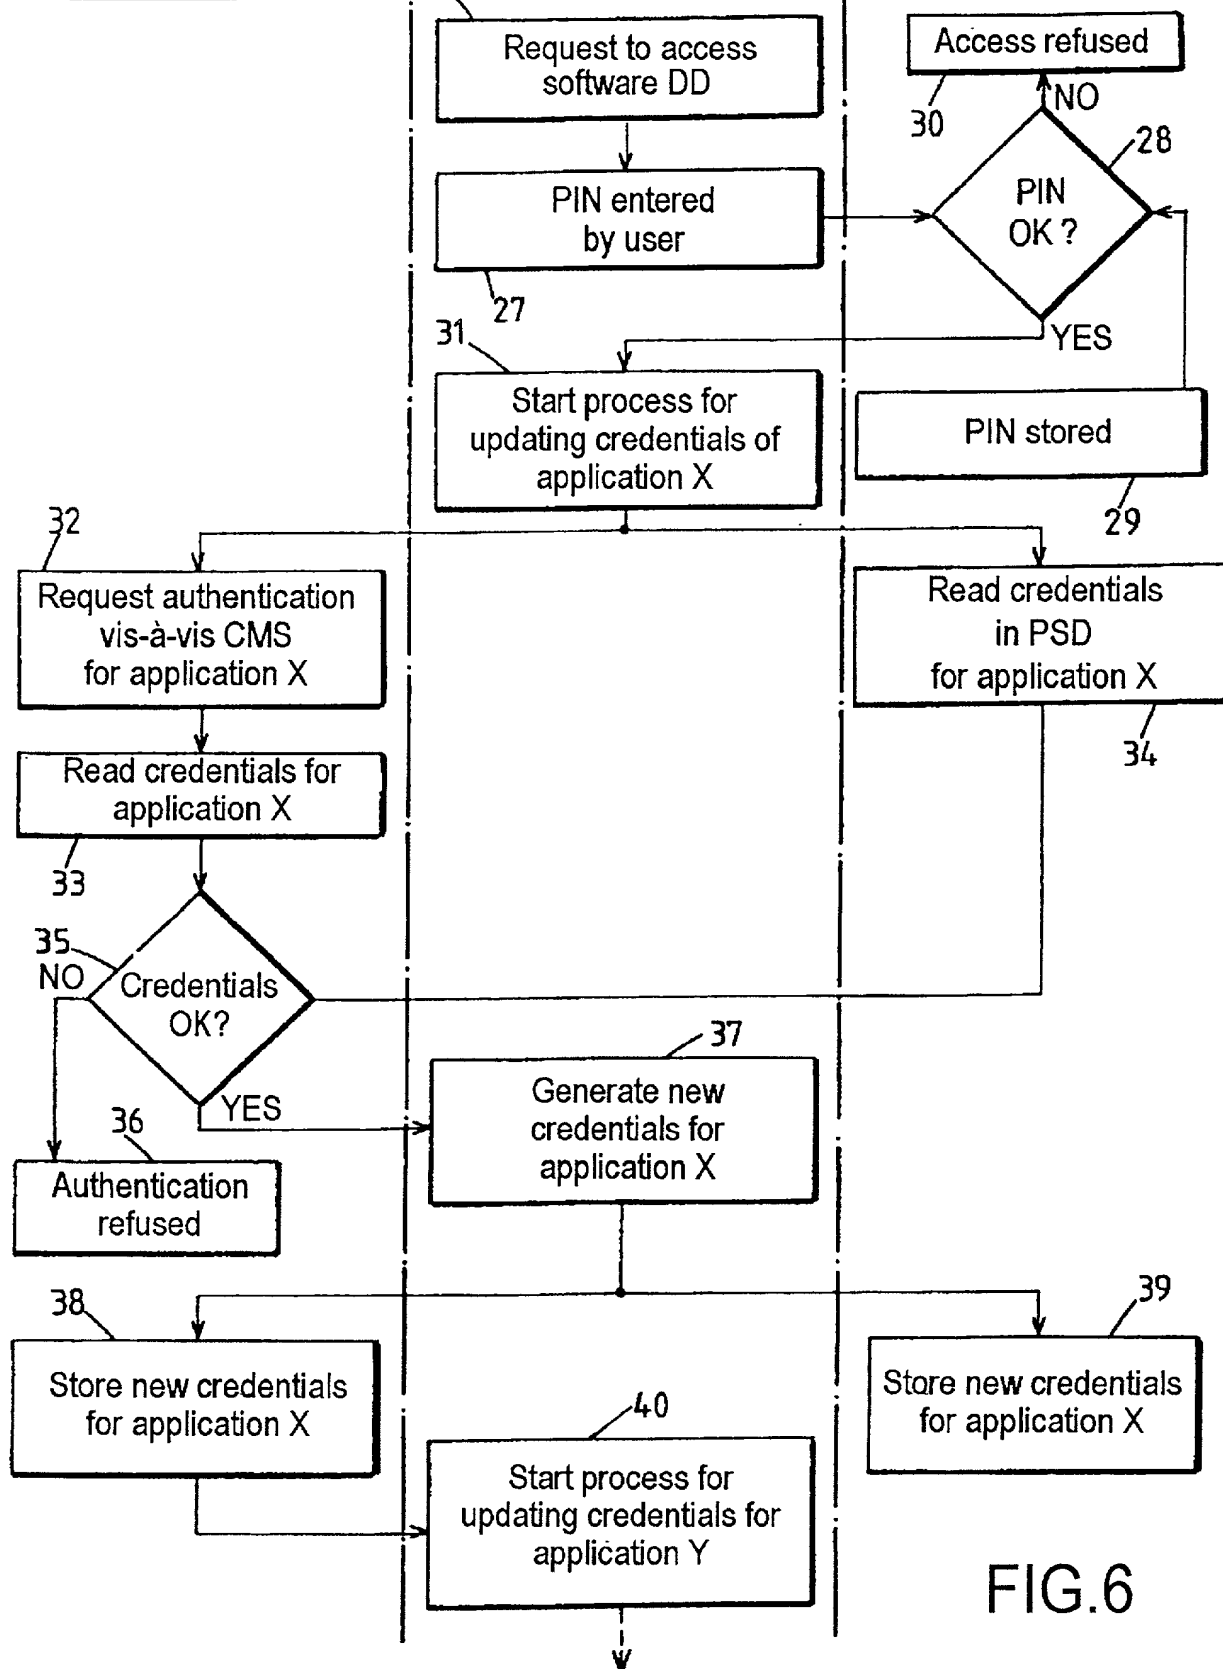 Request to access
software DD
Access refused
30
NO
28
PIN
OK ?
PIN entered
by user
27
YES
31
Start process for
updating credentials of
application X
PIN stored
29
32
Request authentication
vis-à-vis CMS
for application X
Read credentials
in PSD
for application X
34
Read credentials for
application X
33
35
NO
Credentials
OK?
YES
37
Generate new
credentials for
application X
36
Authentication
refused
38
Store new credentials
for application X
39
Store new credentials
for application X
40
Start process for
updating credentials for
application Y
FIG.6